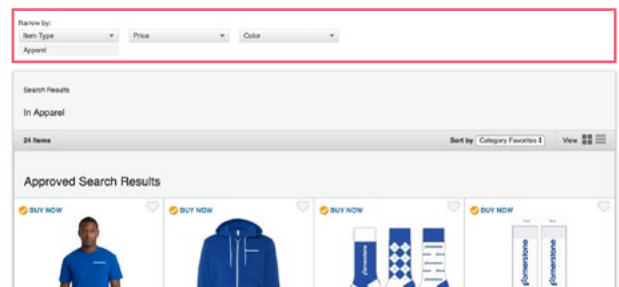 Narrow by:
Item Type Price Color
Apparel
Search Results
In Apparel
24 Items Sort by Category Favorites View
Approved Search Results
BUY NOW BUY NOW BUY NOW BUY NOW
cornerstone